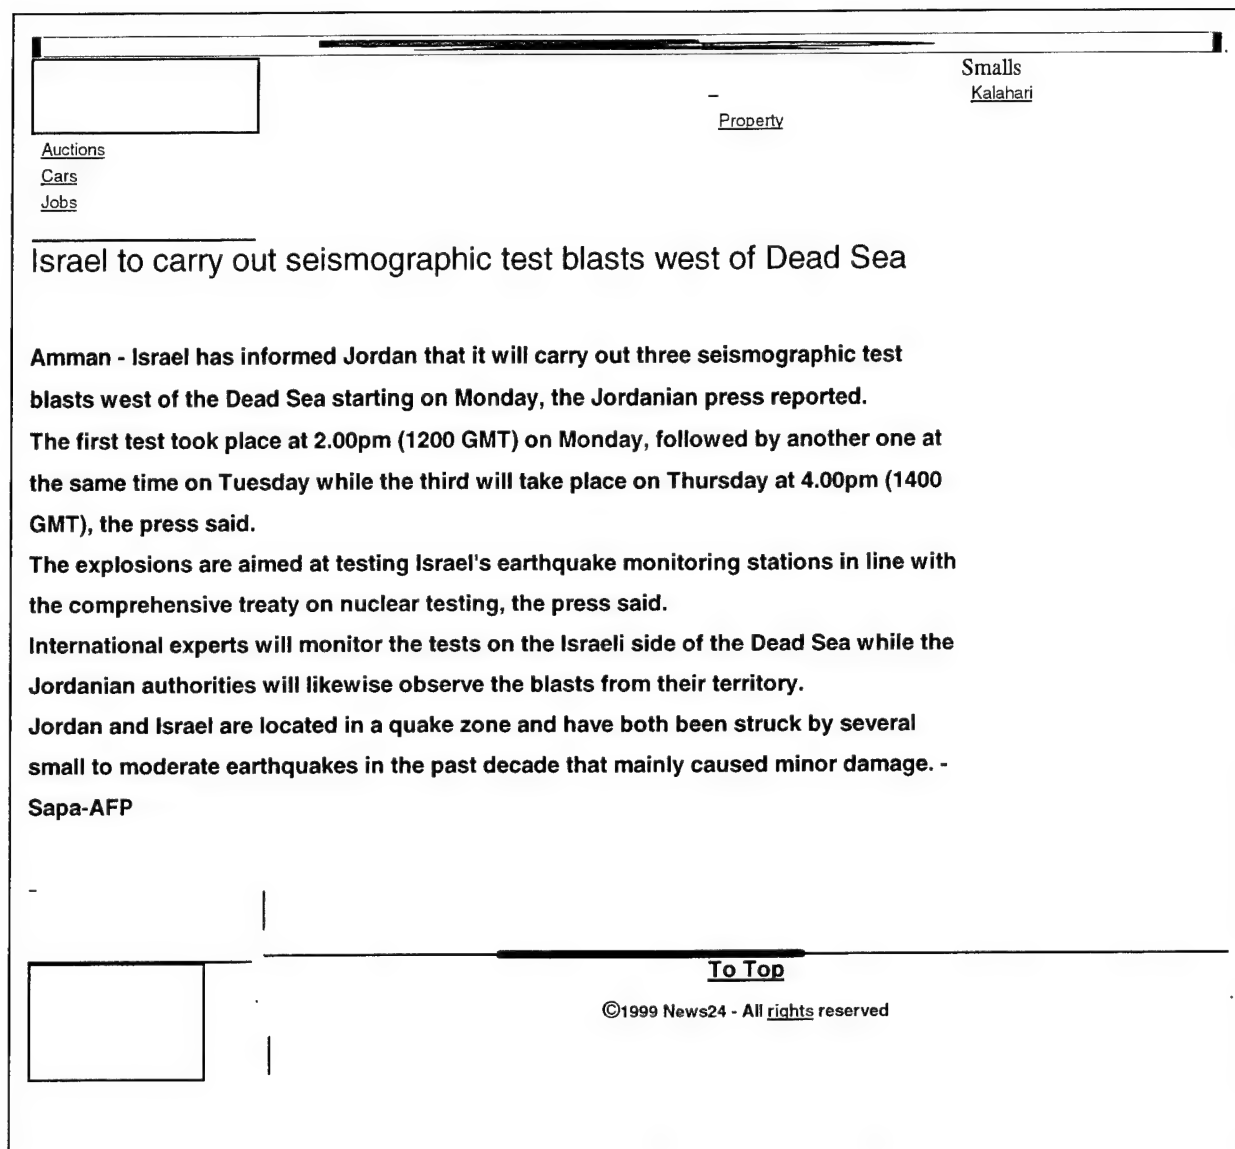 Smalls
Kalahari
Property
Auctions
Cars
Jobs
Israel to carry out seismographic test blasts west of Dead Sea
Amman - Israel has informed Jordan that it will carry out three seismographic test
blasts west of the Dead Sea starting on Monday, the Jordanian press reported.
The first test took place at 2.00pm (1200 GMT) on Monday, followed by another one at
the same time on Tuesday while the third will take place on Thursday at 4.00pm (1400
GMT), the press said.
The explosions are aimed at testing Israel's earthquake monitoring stations in line with
the comprehensive treaty on nuclear testing, the press said.
International experts will monitor the tests on the Israeli side of the Dead Sea while the
Jordanian authorities will likewise observe the blasts from their territory.
Jordan and Israel are located in a quake zone and have both been struck by several
small to moderate earthquakes in the past decade that mainly caused minor damage. -
Sapa-AFP
To Top
©1999 News24 - All rights reserved